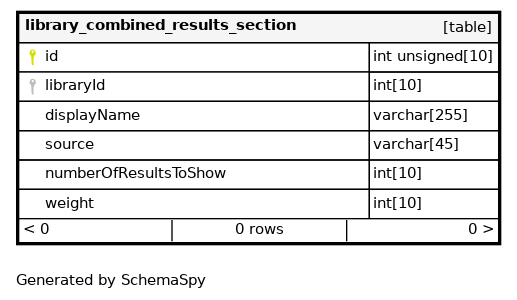 library_combined_results_section [table]
id int unsigned[10]
libraryId int[10]
displayName varchar[255]
source varchar[45]
numberOfResultsToShow int[10]
weight int[10]
< 0 0 rows 0 >
Generated by SchemaSpy